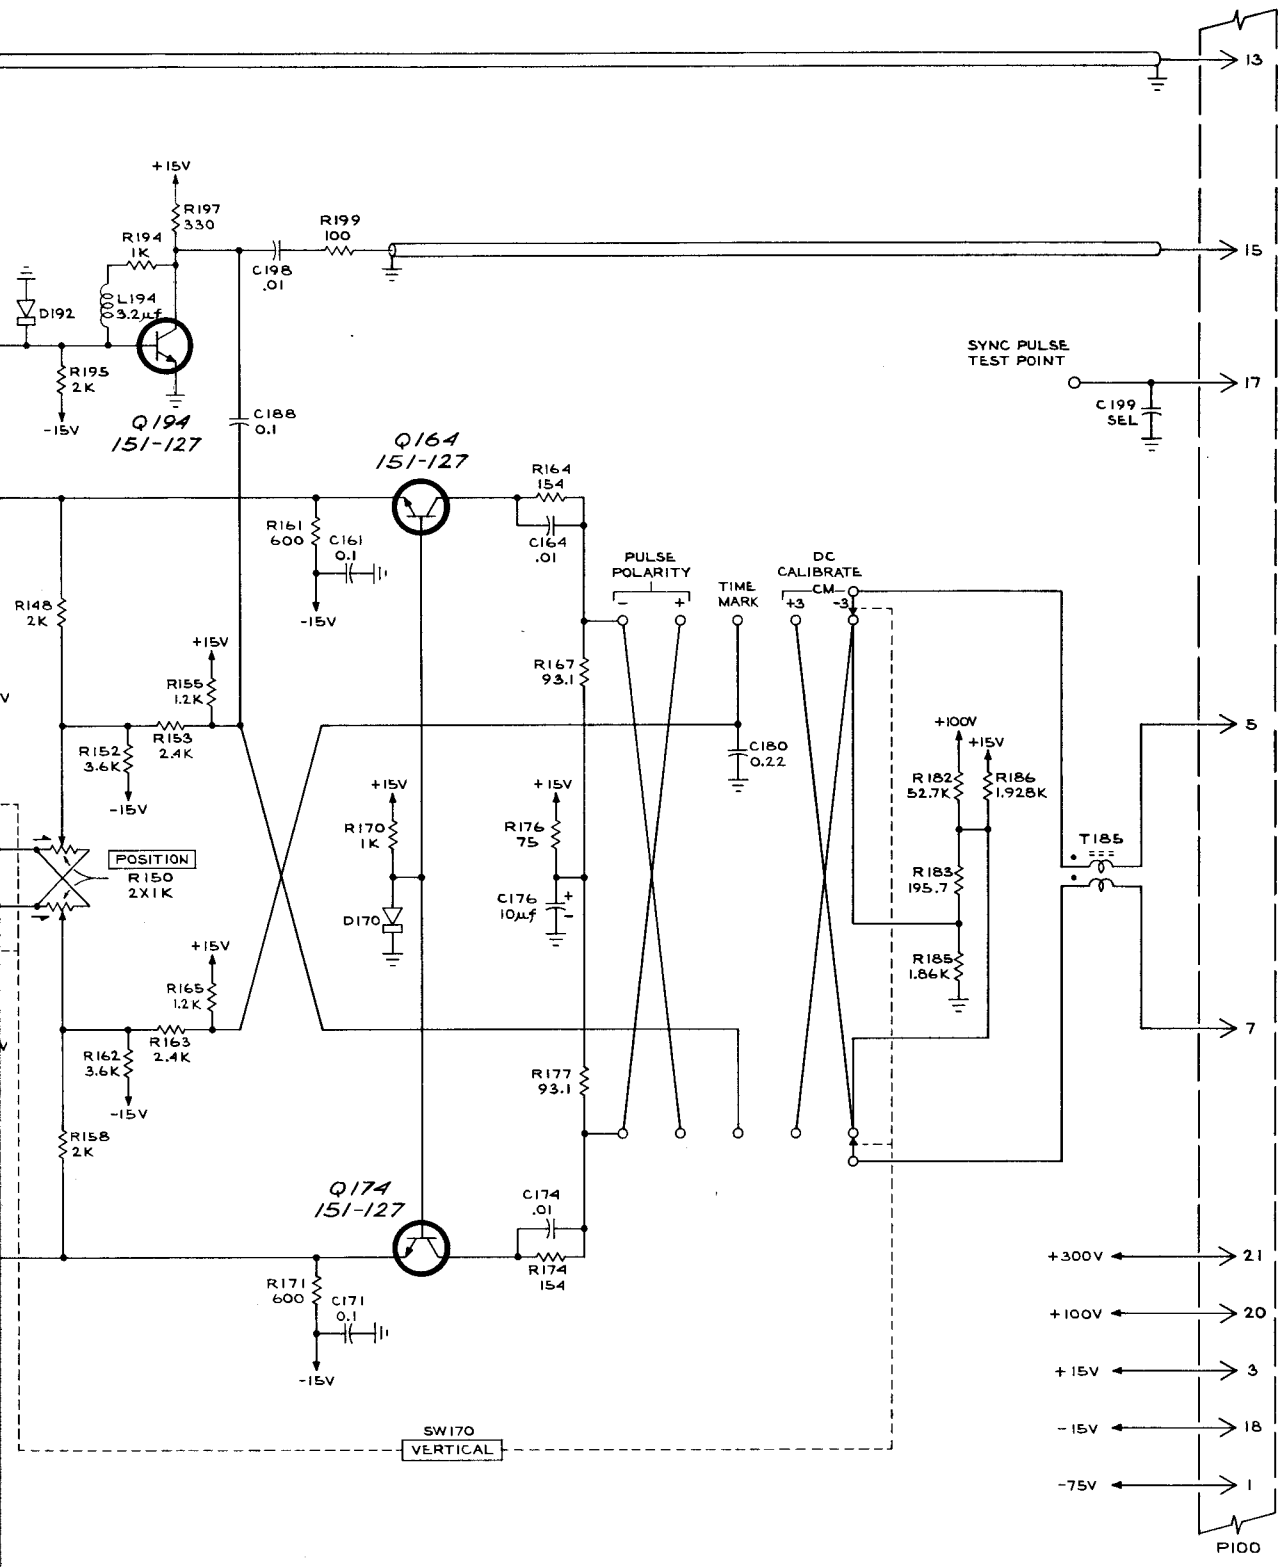 13
+15V
R197
330
R194
1K
R199
100
15
C198
.01
L194
3.2µf
D192
R195
2K
-15V
Q194
151-127
C188
0.1
SYNC PULSE
TEST POINT
17
C199
SEL
Q164
151-127
R164
154
C164
.01
R161
600
C161
0.1
-15V
PULSE
POLARITY
- +
TIME
MARK
DC
CALIBRATE
CM
+3 -3
R148
2K
+15V
R155
1.2K
R167
93.1
V
R152
3.6K
R153
2.4K
-15V
C180
0.22
+100V
+15V
5
R182
52.7K
R186
1.928K
+15V
R170
1K
+15V
R176
75
T185
POSITION
R150
2X1K
R183
195.7
C176
10µf
+
-
D170
+15V
R165
1.2K
R185
1.86K
R162
3.6K
R163
2.4K
-15V
V
7
R177
93.1
R158
2K
Q174
151-127
C174
.01
R174
154
R171
600
C171
0.1
-15V
+300V 21
+100V 20
+15V 3
-15V 18
-75V 1
SW170
VERTICAL
P100